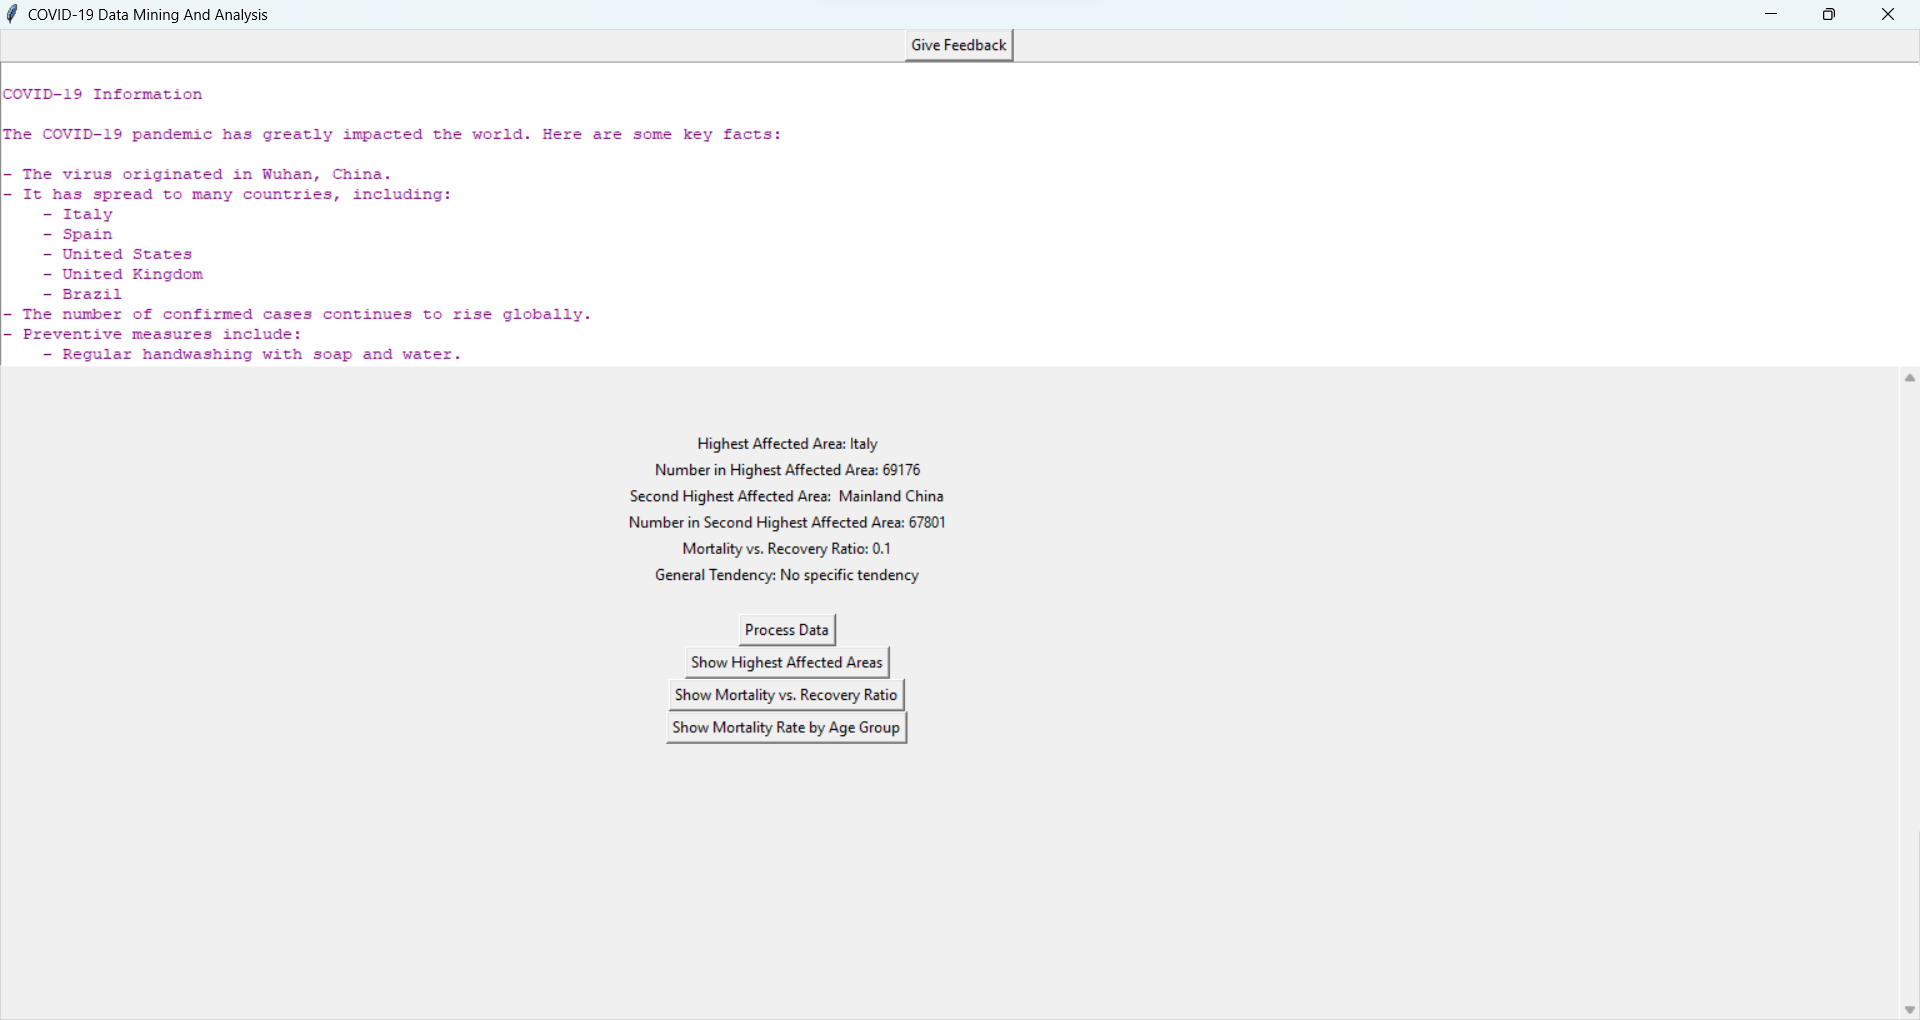 COVID-19 Data Mining And Analysis
Give Feedback
COVID-19 Information
The COVID-19 pandemic has greatly impacted the world. Here are some key facts:
- The virus originated in Wuhan, China.
- It has spread to many countries, including:
- Italy
- Spain
- United States
- United Kingdom
- Brazil
- The number of confirmed cases continues to rise globally.
- Preventive measures include:
- Regular handwashing with soap and water.
Highest Affected Area: Italy
Number in Highest Affected Area: 69176
Second Highest Affected Area:  Mainland China
Number in Second Highest Affected Area: 67801
Mortality vs. Recovery Ratio: 0.1
General Tendency: No specific tendency
Process Data
Show Highest Affected Areas
Show Mortality vs. Recovery Ratio
Show Mortality Rate by Age Group